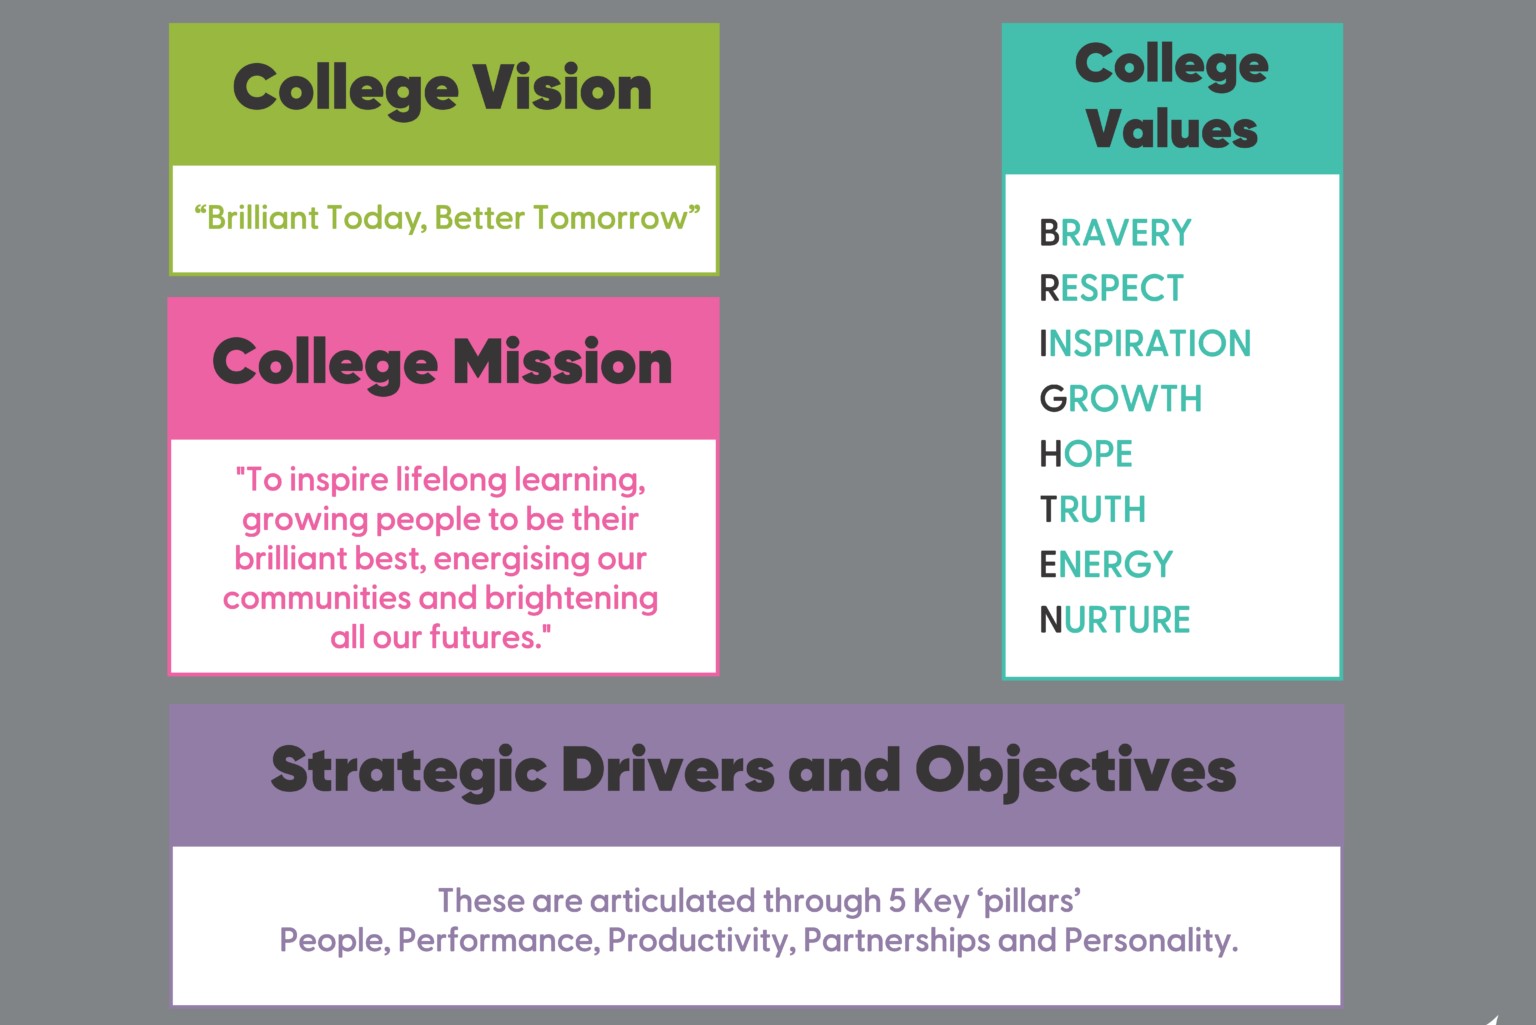 College Vision
“Brilliant Today, Better Tomorrow”
College Mission
"To inspire lifelong learning,
growing people to be their
brilliant best, energising our
communities and brightening
all our futures."
College
Values
BRAVERY
RESPECT
INSPIRATION
GROWTH
HOPE
TRUTH
ENERGY
NURTURE
Strategic Drivers and Objectives
These are articulated through 5 Key ‘pillars’
People, Performance, Productivity, Partnerships and Personality.